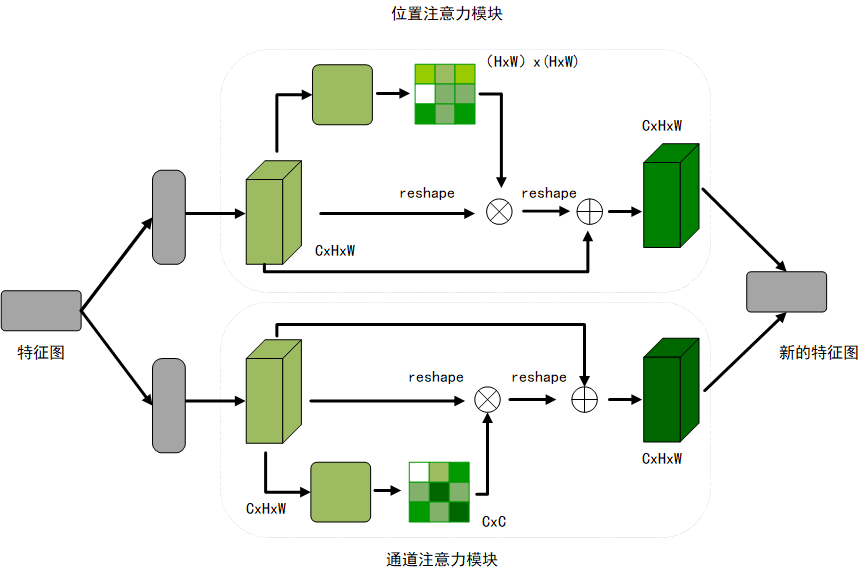 位置注意力模块
（HxW）x(HxW)
CxHxW
reshape
reshape
CxHxW
特征图
新的特征图
reshape
reshape
CxHxW
CxHxW
CxC
通道注意力模块